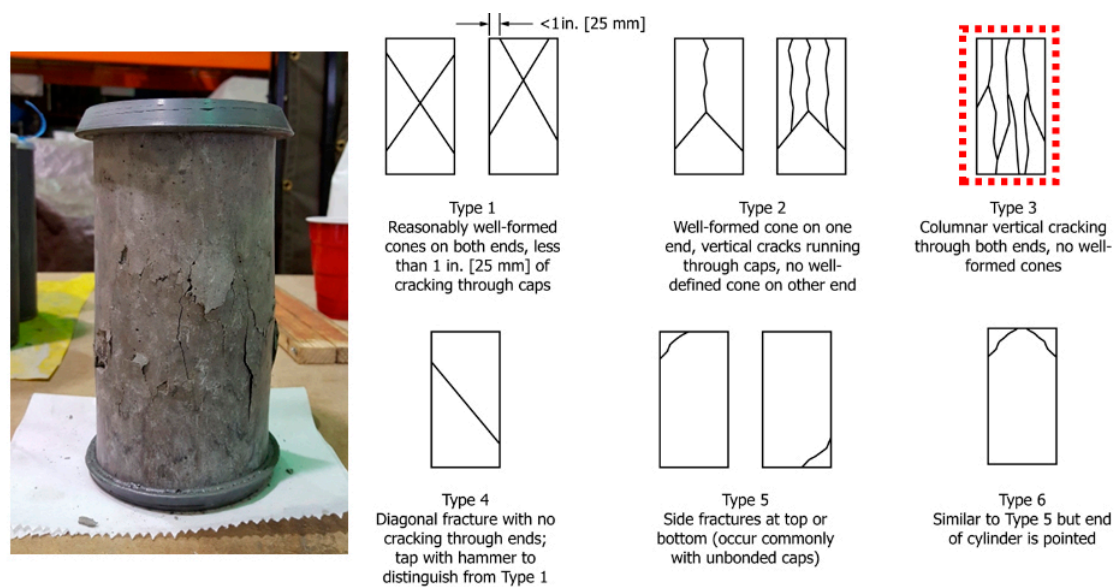 <1in. [25 mm]
Type 1
Reasonably well-formed
cones on both ends, less
than 1 in. [25 mm] of
cracking through caps
Type 2
Well-formed cone on one
end, vertical cracks running
through caps, no well-
defined cone on other end
Type 3
Columnar vertical cracking
through both ends, no well-
formed cones
Type 4
Diagonal fracture with no
cracking through ends;
tap with hammer to
distinguish from Type 1
Type 5
Side fractures at top or
bottom (occur commonly
with unbonded caps)
Type 6
Similar to Type 5 but end
of cylinder is pointed